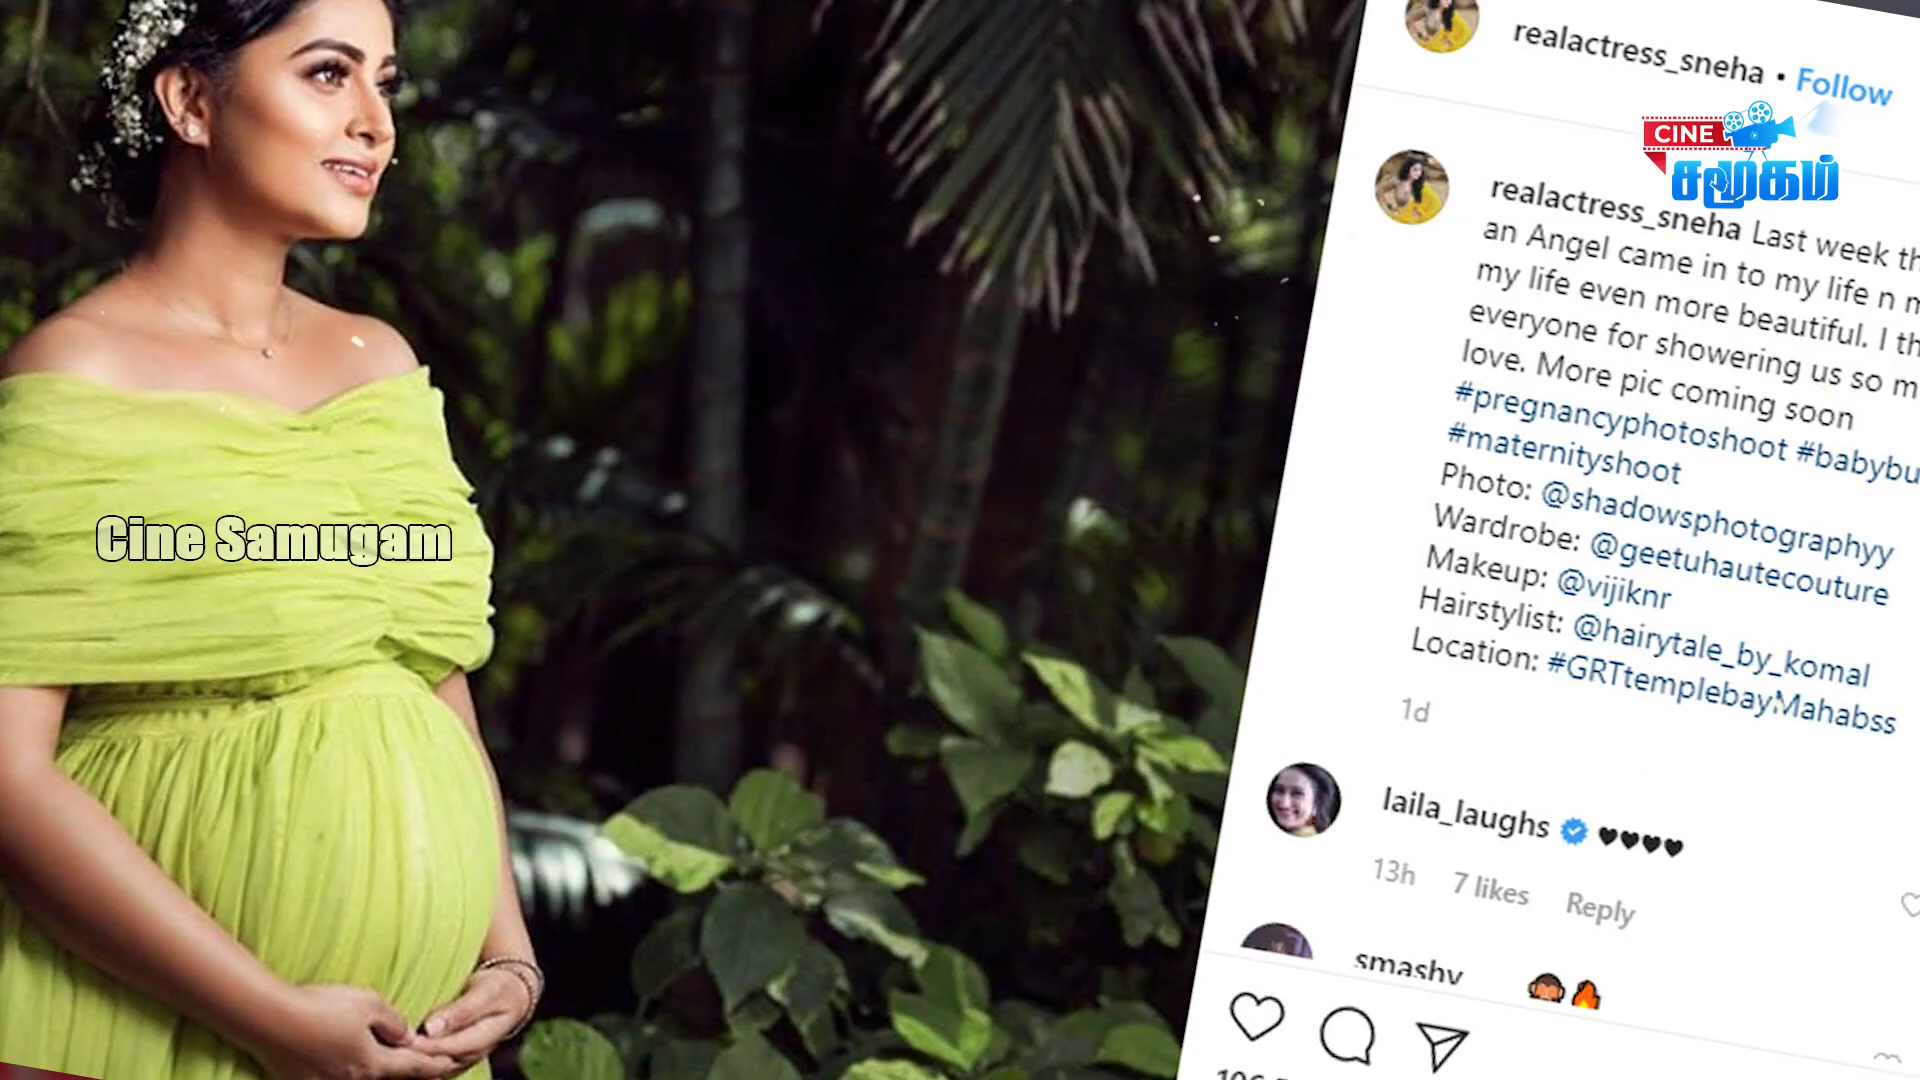 realactress_sneha • Follow
CINE
சமூகம்
realactress_sneha Last week
an Angel came in to my life n
my life even more beautiful. I
everyone for showering us so
love. More pic coming soon
#pregnancyphotoshoot
#maternityshoot
Photo: @shadowsphotographyy
Wardrobe: @geetuhautecouture
Makeup: @vijiknr
Hairstylist: @hairytale_by_komal
Location: #GRTtemplebayMahabss
1d
laila_laughs
13h 7 likes Reply
Cine Samugam